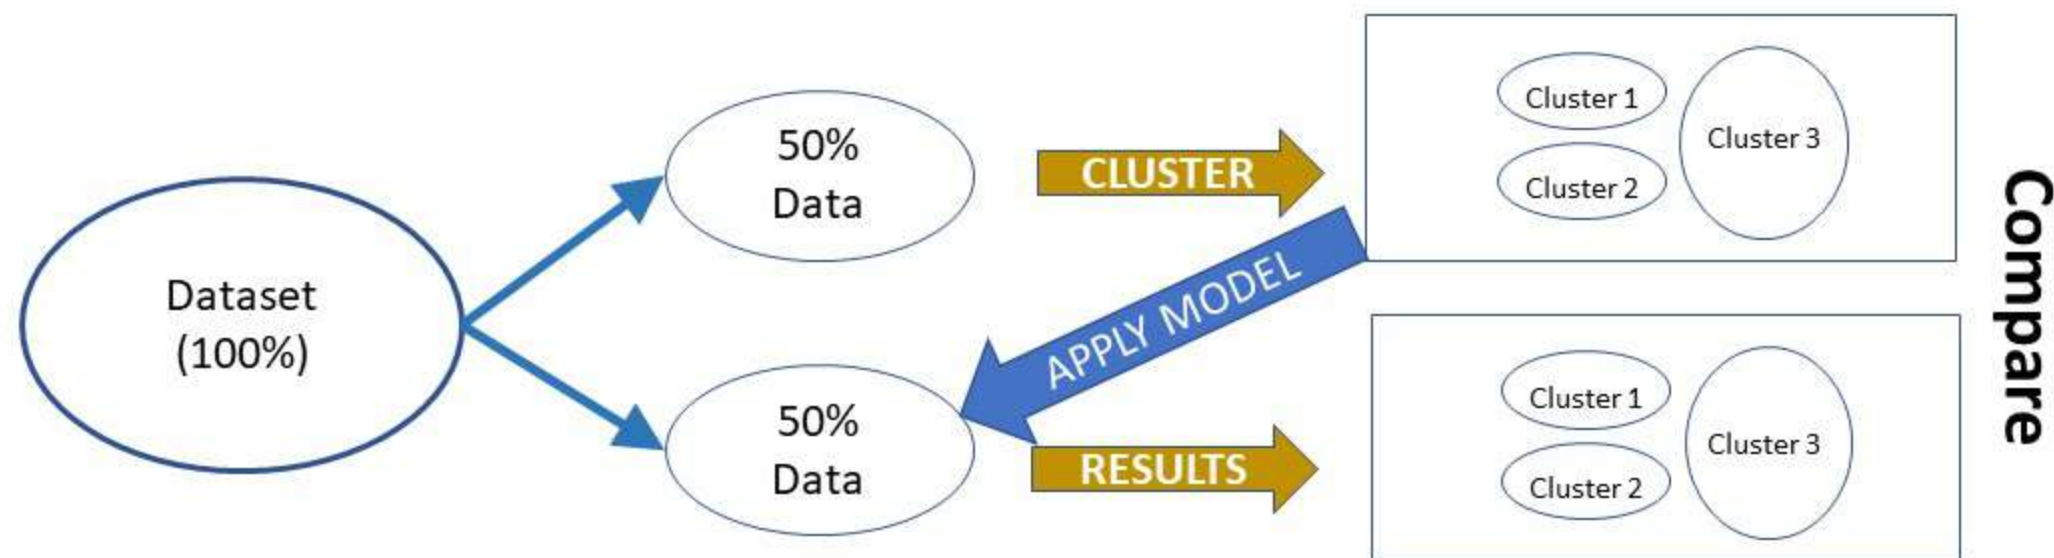 Dataset
(100%)
50%
Data
CLUSTER
Cluster 1
Cluster 2
Cluster 3
APPLY MODEL
50%
Data
RESULTS
Cluster 1
Cluster 2
Cluster 3
Compare